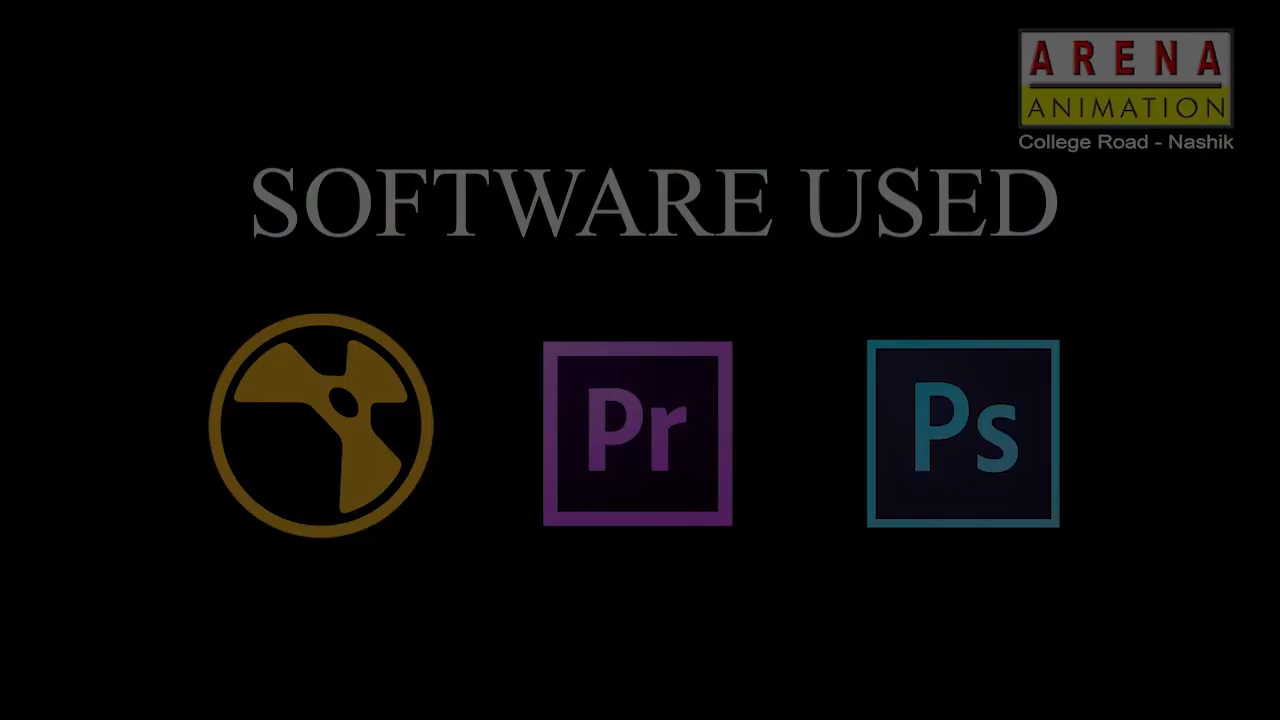 ARENA
ANIMATION
College Road - Nashik
SOFTWARE USED
Pr
Ps